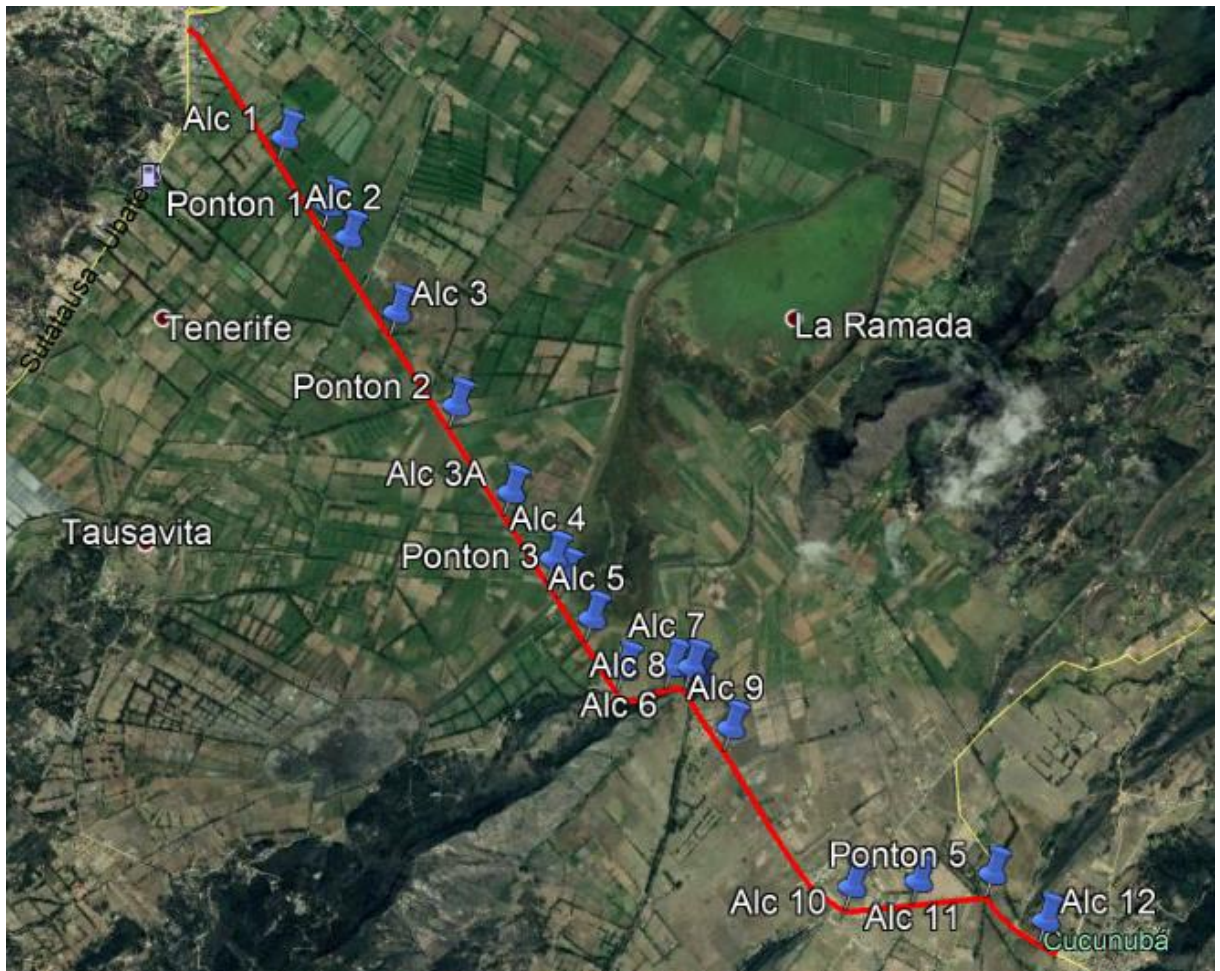 Alc 1
Ponton 1
Alc 2
Sutatausa - Ubaté
Alc 3
Tenerife
La Ramada
Ponton 2
Alc 3A
Alc 4
Tausavita
Ponton 3
Alc 5
Alc 7
Alc 8
Alc 9
Alc 6
Ponton 5
Alc 10
Alc 11
Alc 12
Cucunubá